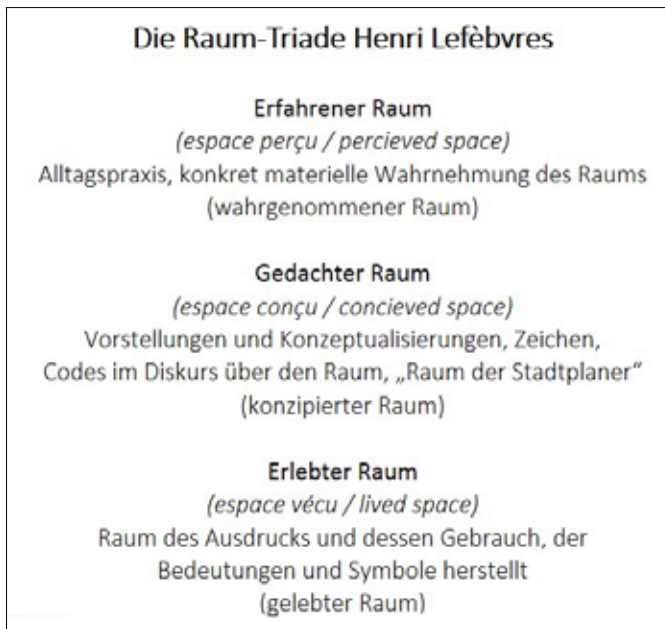 Die Raum-Triade Henri Lefèbvres
Erfahrener Raum
(espace perçu / percieved space)
Alltagspraxis, konkret materielle Wahrnehmung des Raums
(wahrgenommener Raum)
Gedachter Raum
(espace conçu / concieved space)
Vorstellungen und Konzeptualisierungen, Zeichen,
Codes im Diskurs über den Raum, „Raum der Stadtplaner“
(konzipierter Raum)
Erlebter Raum
(espace vécu / lived space)
Raum des Ausdrucks und dessen Gebrauch, der
Bedeutungen und Symbole herstellt
(gelebter Raum)